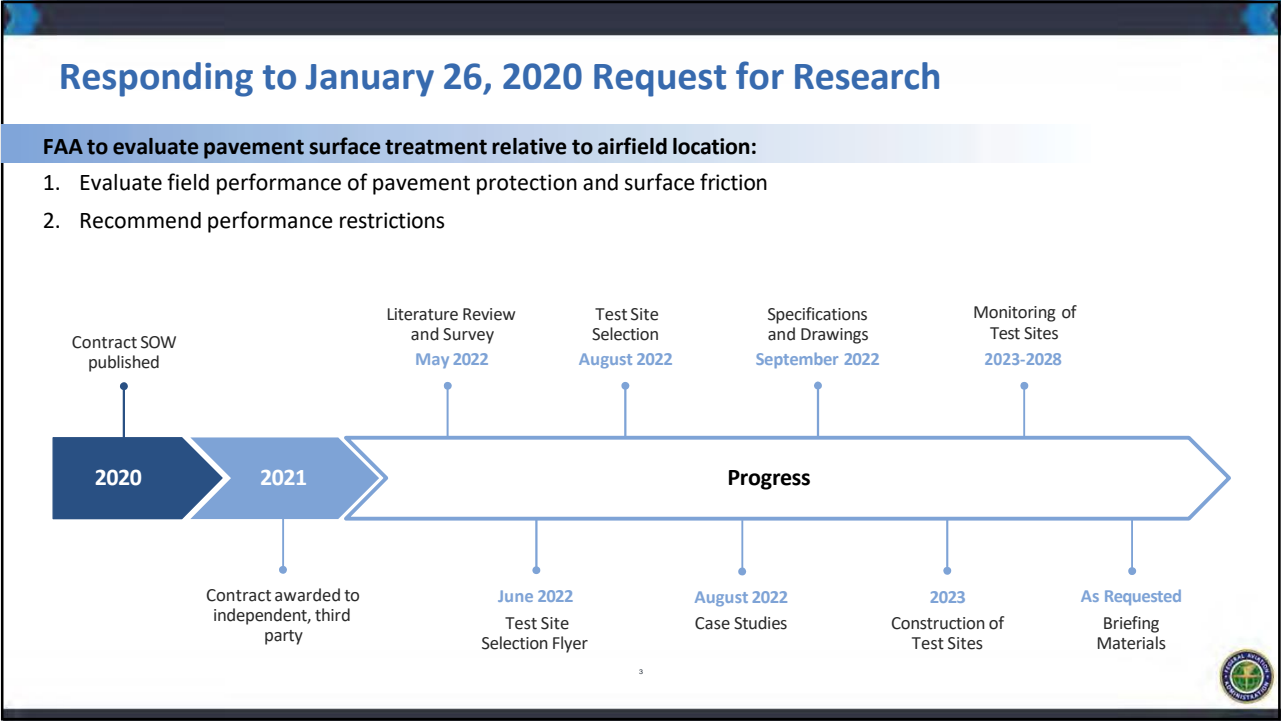 Responding to January 26, 2020 Request for Research
FAA to evaluate pavement surface treatment relative to airfield location:
1. Evaluate field performance of pavement protection and surface friction
2. Recommend performance restrictions
Contract SOW
published
Literature Review
and Survey
May 2022
Test Site
Selection
August 2022
Specifications
and Drawings
September 2022
Monitoring of
Test Sites
2023-2028
2020
2021
Progress
Contract awarded to
independent, third
party
June 2022
Test Site
Selection Flyer
August 2022
Case Studies
2023
Construction of
Test Sites
As Requested
Briefing
Materials
3
FEDERAL AVIATION
ADMINISTRATION